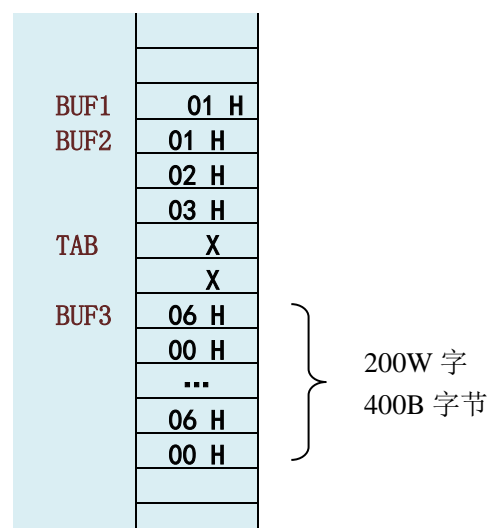 BUF1 01 H
BUF2 01 H
02 H
03 H
TAB X
X
BUF3 06 H
00 H
...
06 H
00 H
200W 字
400B 字节